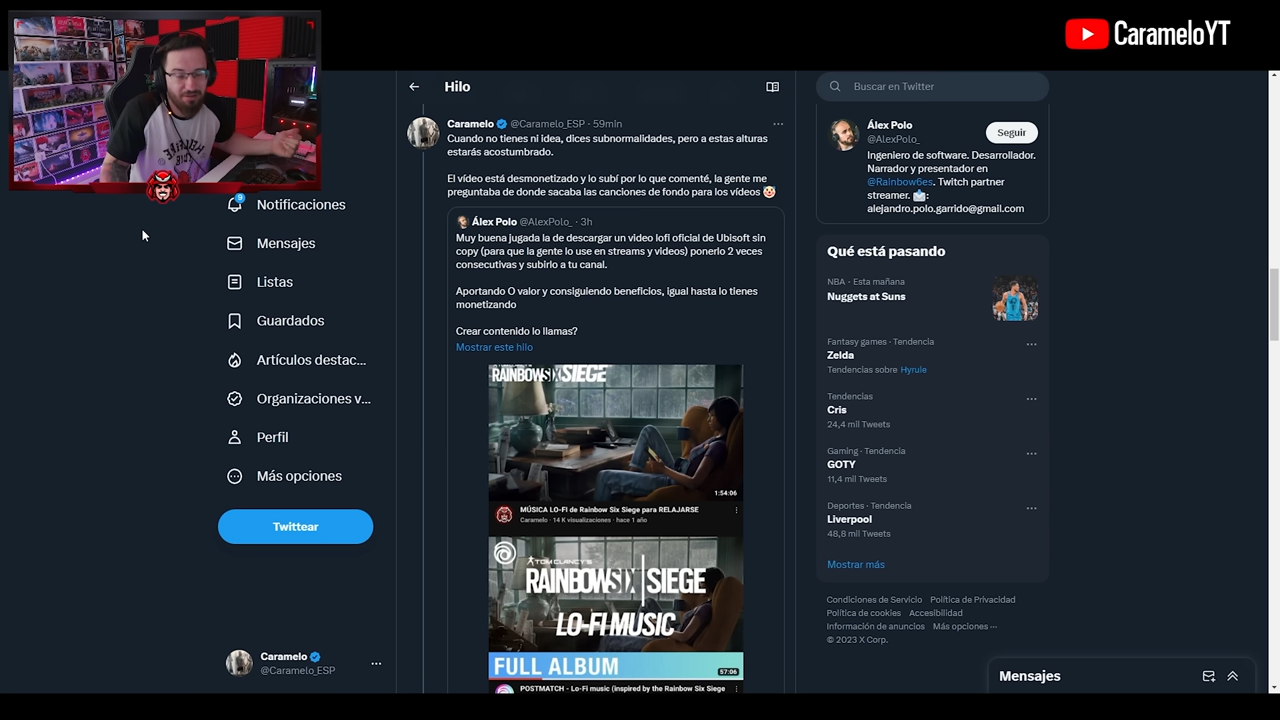 CarameloYT
Notificaciones
9
Mensajes
Listas
Guardados
Artículos destac...
Organizaciones v...
Perfil
Más opciones
Twittear
Caramelo
@Caramelo_ESP
Hilo
Caramelo @Caramelo_ESP · 59min
Cuando no tienes ni idea, dices subnormalidades, pero a estas alturas
estarás acostumbrado.
El vídeo está desmonetizado y lo subí por lo que comenté, la gente me
preguntaba de donde sacaba las canciones de fondo para los vídeos 🤡
Álex Polo @AlexPolo_ · 3h
Muy buena jugada la de descargar un video lofi oficial de Ubisoft sin
copy (para que la gente lo use en streams y videos) ponerlo 2 veces
consecutivas y subirlo a tu canal.
Aportando 0 valor y consiguiendo beneficios, igual hasta lo tienes
monetizando
Crear contenido lo llamas?
Mostrar este hilo
RAINBOWSIX|SIEGE
1:54:06
MÚSICA LO-FI de Rainbow Six Siege para RELAJARSE
Caramelo · 14 K visualizaciones · hace 1 año
TOM CLANCY'S
RAINBOWSIX|SIEGE
LO-FI MUSIC
FULL ALBUM
57:06
POSTMATCH - Lo-Fi music (inspired by the Rainbow Six Siege
Buscar en Twitter
Álex Polo
@AlexPolo_
Seguir
Ingeniero de software. Desarrollador.
Narrador y presentador en
@Rainbow6es. Twitch partner
streamer. 📩:
alejandro.polo.garrido@gmail.com
Qué está pasando
NBA · Esta mañana
Nuggets at Suns
Fantasy games · Tendencia
Zelda
Tendencias sobre Hyrule
Tendencias
Cris
24,4 mil Tweets
Gaming · Tendencia
GOTY
11,4 mil Tweets
Deportes · Tendencia
Liverpool
48,8 mil Tweets
Mostrar más
Condiciones de Servicio Política de Privacidad
Política de cookies Accesibilidad
Información de anuncios Más opciones ···
© 2023 X Corp.
Mensajes